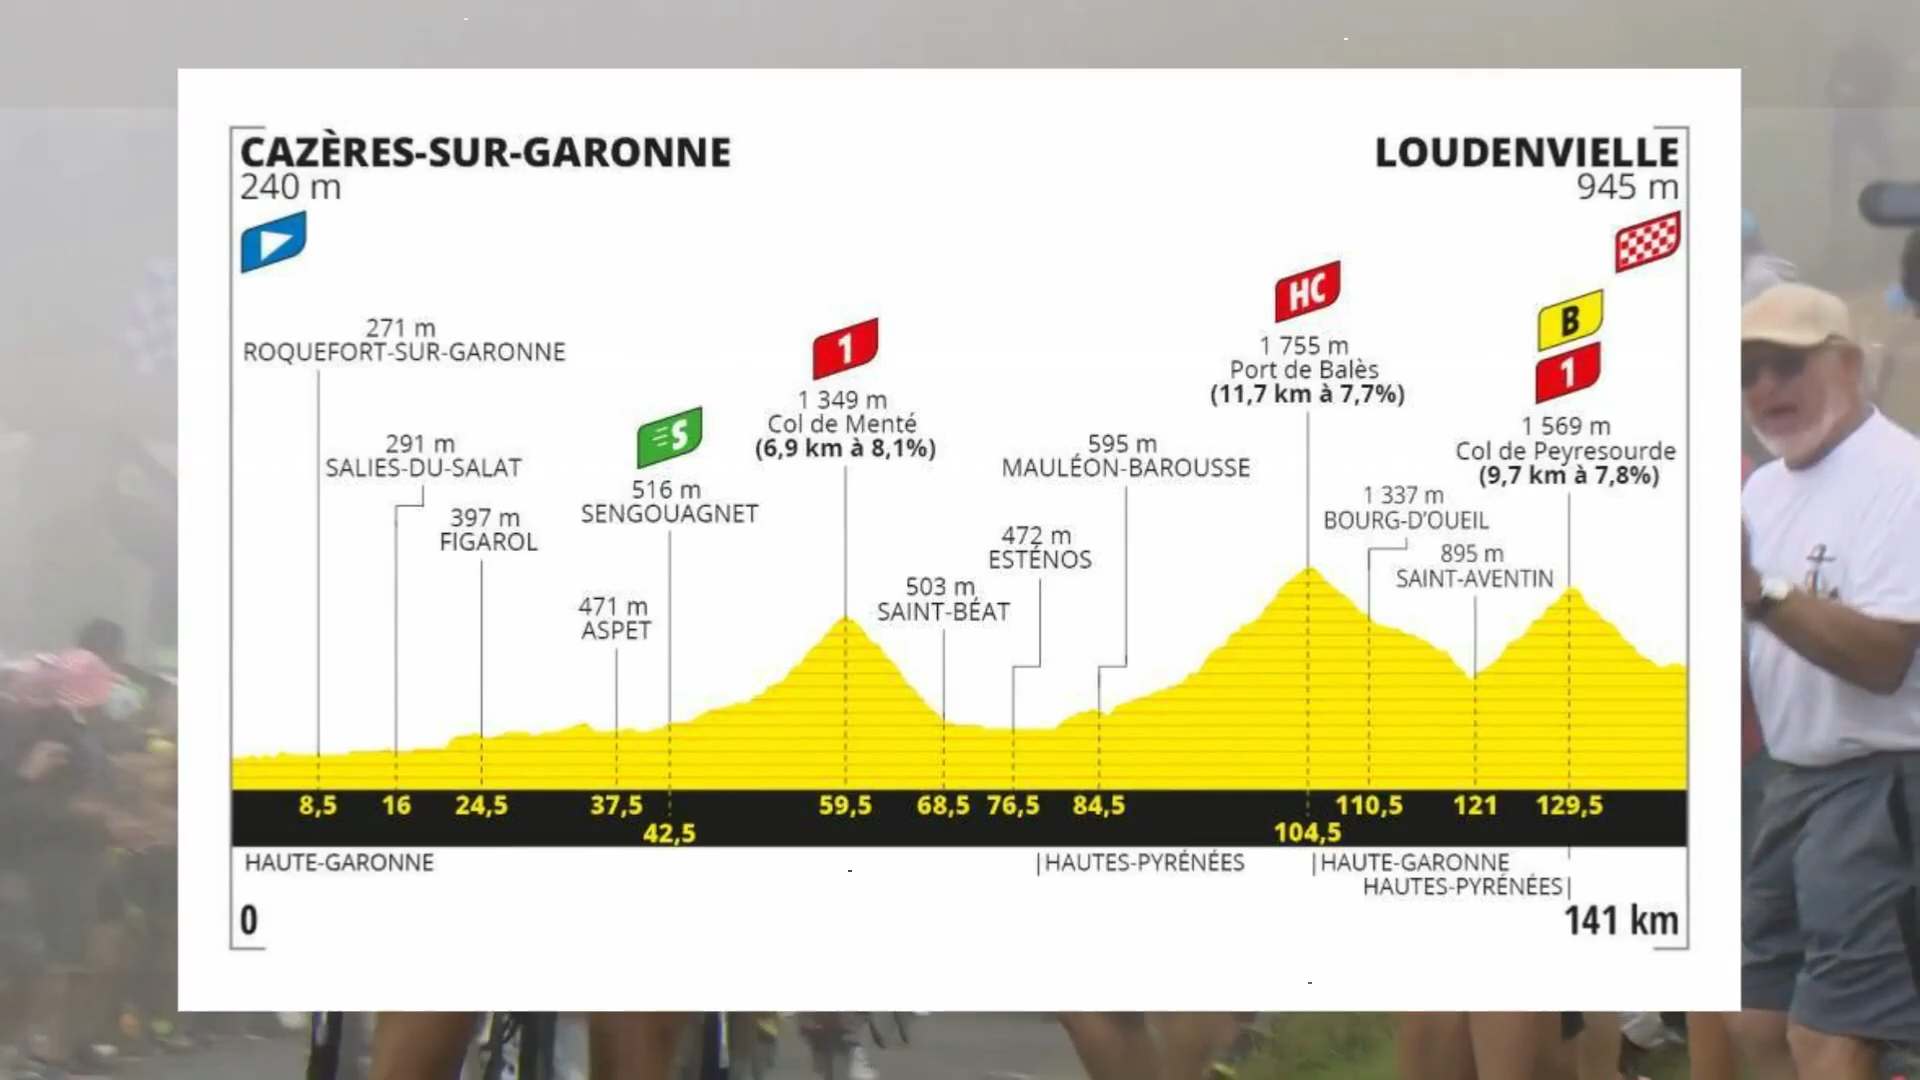 CAZÈRES-SUR-GARONNE
240 m
LOUDENVIELLE
945 m
271 m
ROQUEFORT-SUR-GARONNE
291 m
SALIES-DU-SALAT
397 m
FIGAROL
471 m
ASPET
S
516 m
SENGOUAGNET
1
1 349 m
Col de Menté
(6,9 km à 8,1%)
503 m
SAINT-BÉAT
472 m
ESTÉNOS
595 m
MAULÉON-BAROUSSE
HC
1 755 m
Port de Balès
(11,7 km à 7,7%)
1 337 m
BOURG-D'OUEIL
895 m
SAINT-AVENTIN
B
1
1 569 m
Col de Peyresourde
(9,7 km à 7,8%)
8,5 16 24,5 37,5 59,5 68,5 76,5 84,5 110,5 121 129,5
42,5 104,5
HAUTE-GARONNE |HAUTES-PYRÉNÉES |HAUTE-GARONNE
HAUTES-PYRÉNÉES|
0 141 km